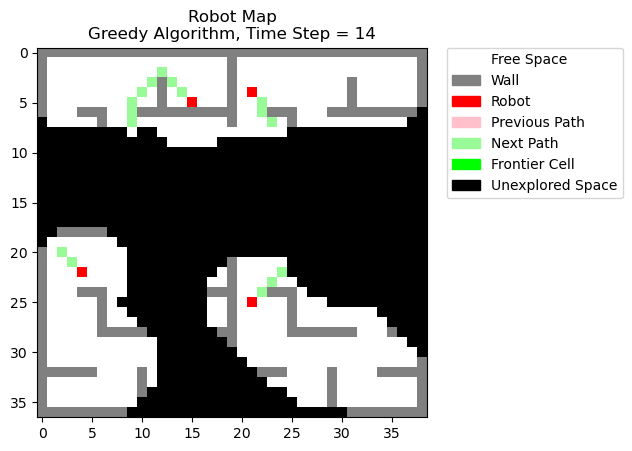 Robot Map
Greedy Algorithm, Time Step = 14
Free Space
Wall
Robot
Previous Path
Next Path
Frontier Cell
Unexplored Space
0
5
10
15
20
25
30
35
0 5 10 15 20 25 30 35